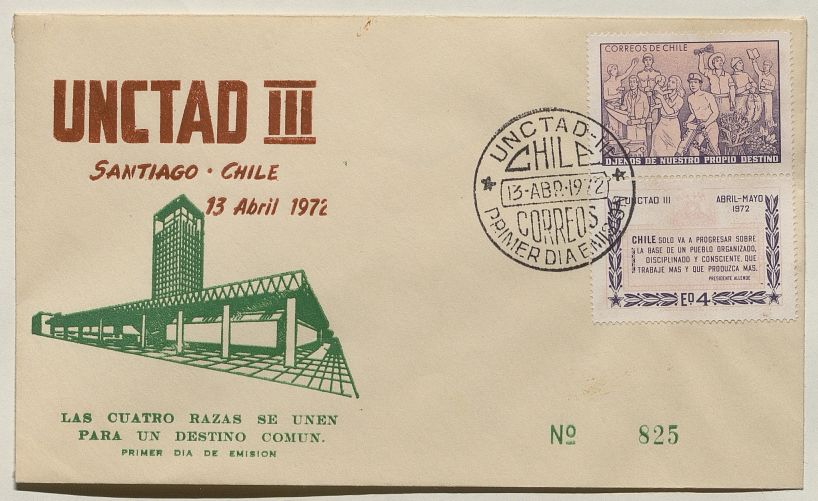 UNCTAD III
SANTIAGO · CHILE
13 Abril 1972
LAS CUATRO RAZAS SE UNEN
PARA UN DESTINO COMUN.
PRIMER DIA DE EMISION
CORREOS DE CHILE
DUEÑOS DE NUESTRO PROPIO DESTINO
UNCTAD-III
CHILE
13-ABR.1972
CORREOS
PRIMER DIA EMISION
UNCTAD III ABRIL-MAYO
1972
CHILE SOLO VA A PROGRESAR SOBRE
LA BASE DE UN PUEBLO ORGANIZADO,
DISCIPLINADO Y CONSCIENTE, QUE
TRABAJE MAS Y QUE PRODUZCA MAS.
PRESIDENTE ALLENDE
Eº4
Nº 825